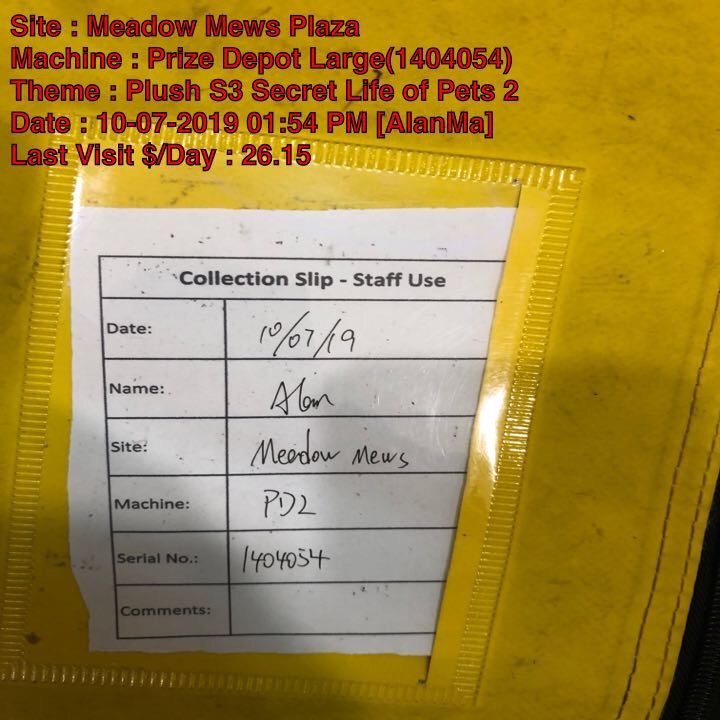 Site : Meadow Mews Plaza
Machine : Prize Depot Large(1404054)
Theme : Plush S3 Secret Life of Pets 2
Date : 10-07-2019 01:54 PM [AlanMa]
Last Visit $/Day : 26.15
Collection Slip - Staff Use
Date: 10/07/19
Name: Alan
Site: Meadow Mews
Machine: PDL
Serial No.: 1404054
Comments: